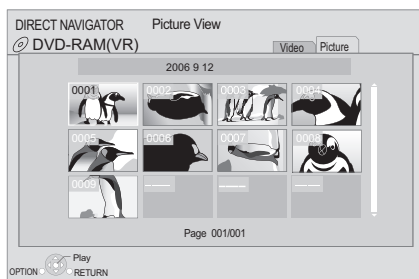 DIRECT NAVIGATOR Picture View
DVD-RAM(VR)
Video Picture
2006 9 12
0001 0002 0003 0004
0005 0006 0007 0008
0009 ---- ---- ----
Page 001/001
Play
OPTION RETURN